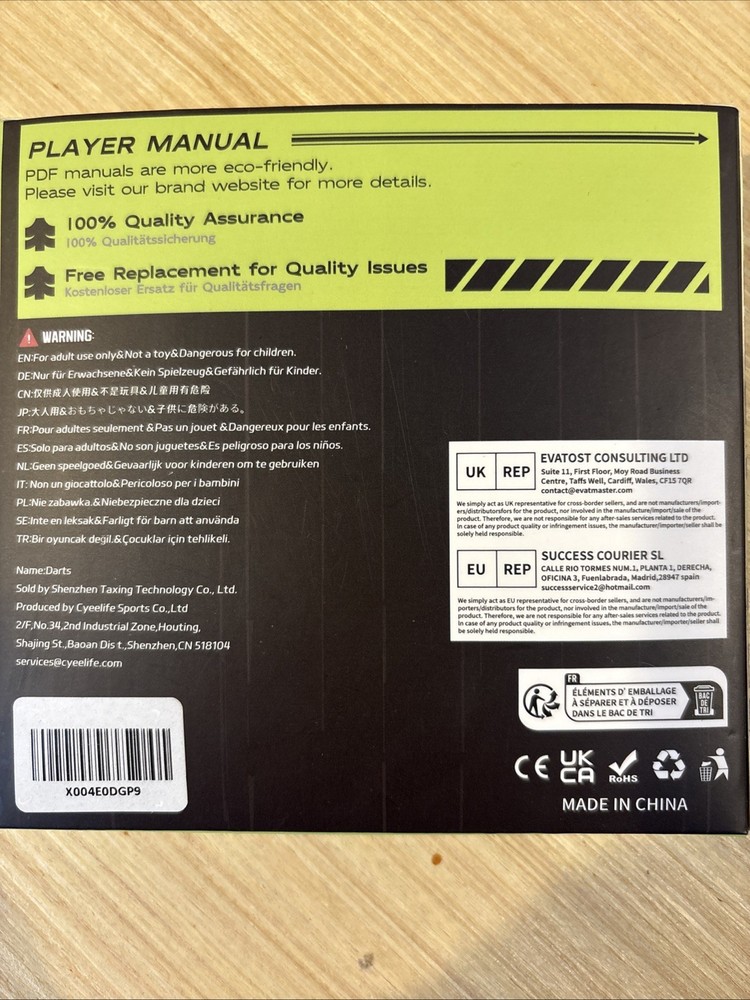 PLAYER MANUAL
PDF manuals are more eco-friendly.
Please visit our brand website for more details.
100% Quality Assurance
100% Qualitätssicherung
Free Replacement for Quality Issues
Kostenloser Ersatz für Qualitätsfragen
WARNING:
EN:For adult use only&Not a toy&Dangerous for children.
DE:Nur für Erwachsene&Kein Spielzeug&Gefährlich für Kinder.
CN:仅供成人使用&不是玩具&儿童用有危险
JP:大人用&おもちゃじゃない&子供に危険がある。
FR:Pour adultes seulement &Pas un jouet &Dangereux pour les enfants.
ES:Solo para adultos&No son juguetes&Es peligroso para los niños.
NL:Geen speelgoed&Gevaarlijk voor kinderen om te gebruiken
IT: Non un giocattolo&Pericoloso per i bambini
PL:Nie zabawka.&Niebezpieczne dla dzieci
SE:Inte en leksak&Farligt för barn att använda
TR:Bir oyuncak değil.&Çocuklar için tehlikeli.
Name:Darts
Sold by Shenzhen Taxing Technology Co., Ltd.
Produced by Cyeelife Sports Co.,Ltd
2/F,No.34,2nd Industrial Zone,Houting,
Shajing St.,Baoan Dis t.,Shenzhen,CN 518104
services@cyeelife.com
X004E0DGP9
UK REP
EVATOST CONSULTING LTD
Suite 11, First Floor, Moy Road Business
Centre, Taffs Well, Cardiff, Wales, CF15 7QR
contact@evatmaster.com
We simply act as UK representative for cross-border sellers, and are not manufacturers/import-
ers/distributorsfors for the product, nor involved in the manufacture/import/sale of the
product. Therefore, we are not responsible for any after-sales services related to the product.
In case of any product quality or infringement issues, the manufacturer/importer/seller shall be
solely held responsible.
EU REP
SUCCESS COURIER SL
CALLE RIO TORMES NUM.1, PLANTA 1, DERECHA,
OFICINA 3, Fuenlabrada, Madrid,28947 spain
successservice2@hotmail.com
We simply act as EU representative for cross-border sellers, and are not manufacturers/im-
porters/distributors for the product, nor involved in the manufacture/import/sale of the
product. Therefore, we are not responsible for any after-sales services related to the product.
In case of any product quality or infringement issues, the manufacturer/importer/seller shall
be solely held responsible.
FR
ÉLÉMENTS D' EMBALLAGE
À SÉPARER ET À DÉPOSER
DANS LE BAC DE TRI
BAC
DE
TRI
CE
UK
CA
RoHS
MADE IN CHINA